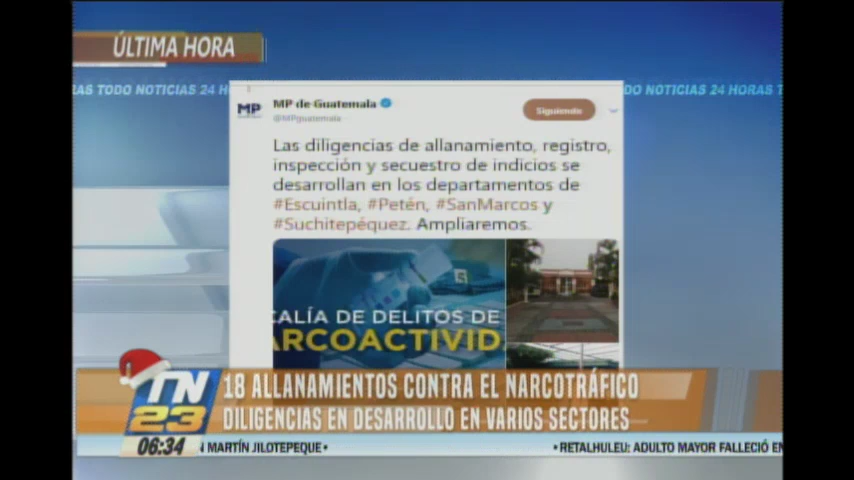 ÚLTIMA HORA
RAS TODO NOTICIAS 24 H
OTICIAS 24 HORAS TODO
MP
MP de Guatemala
@MPguatemala
Siguiendo
Las diligencias de allanamiento, registro,
inspección y secuestro de indicios se
desarrollan en los departamentos de
#Escuintla, #Petén, #SanMarcos y
#Suchitepéquez. Ampliaremos.
5
CALÍA DE DELITOS DE
ARCOACTIVID
TN
23
18 ALLANAMIENTOS CONTRA EL NARCOTRÁFICO
DILIGENCIAS EN DESARROLLO EN VARIOS SECTORES
06:34
N MARTÍN JILOTEPEQUE•
•RETALHULEU: ADULTO MAYOR FALLECIÓ EN